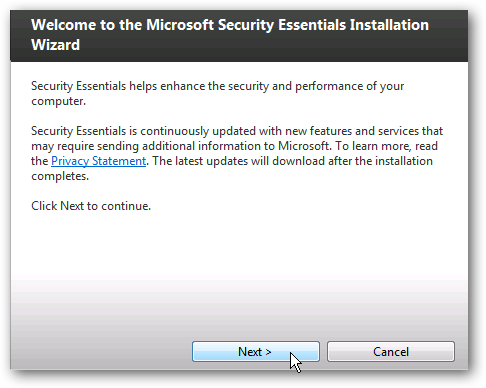 Welcome to the Microsoft Security Essentials Installation
Wizard
Security Essentials helps enhance the security and performance of your
computer.
Security Essentials is continuously updated with new features and services that
may require sending additional information to Microsoft. To learn more, read
the Privacy Statement. The latest updates will download after the installation
completes.
Click Next to continue.
Next >
Cancel